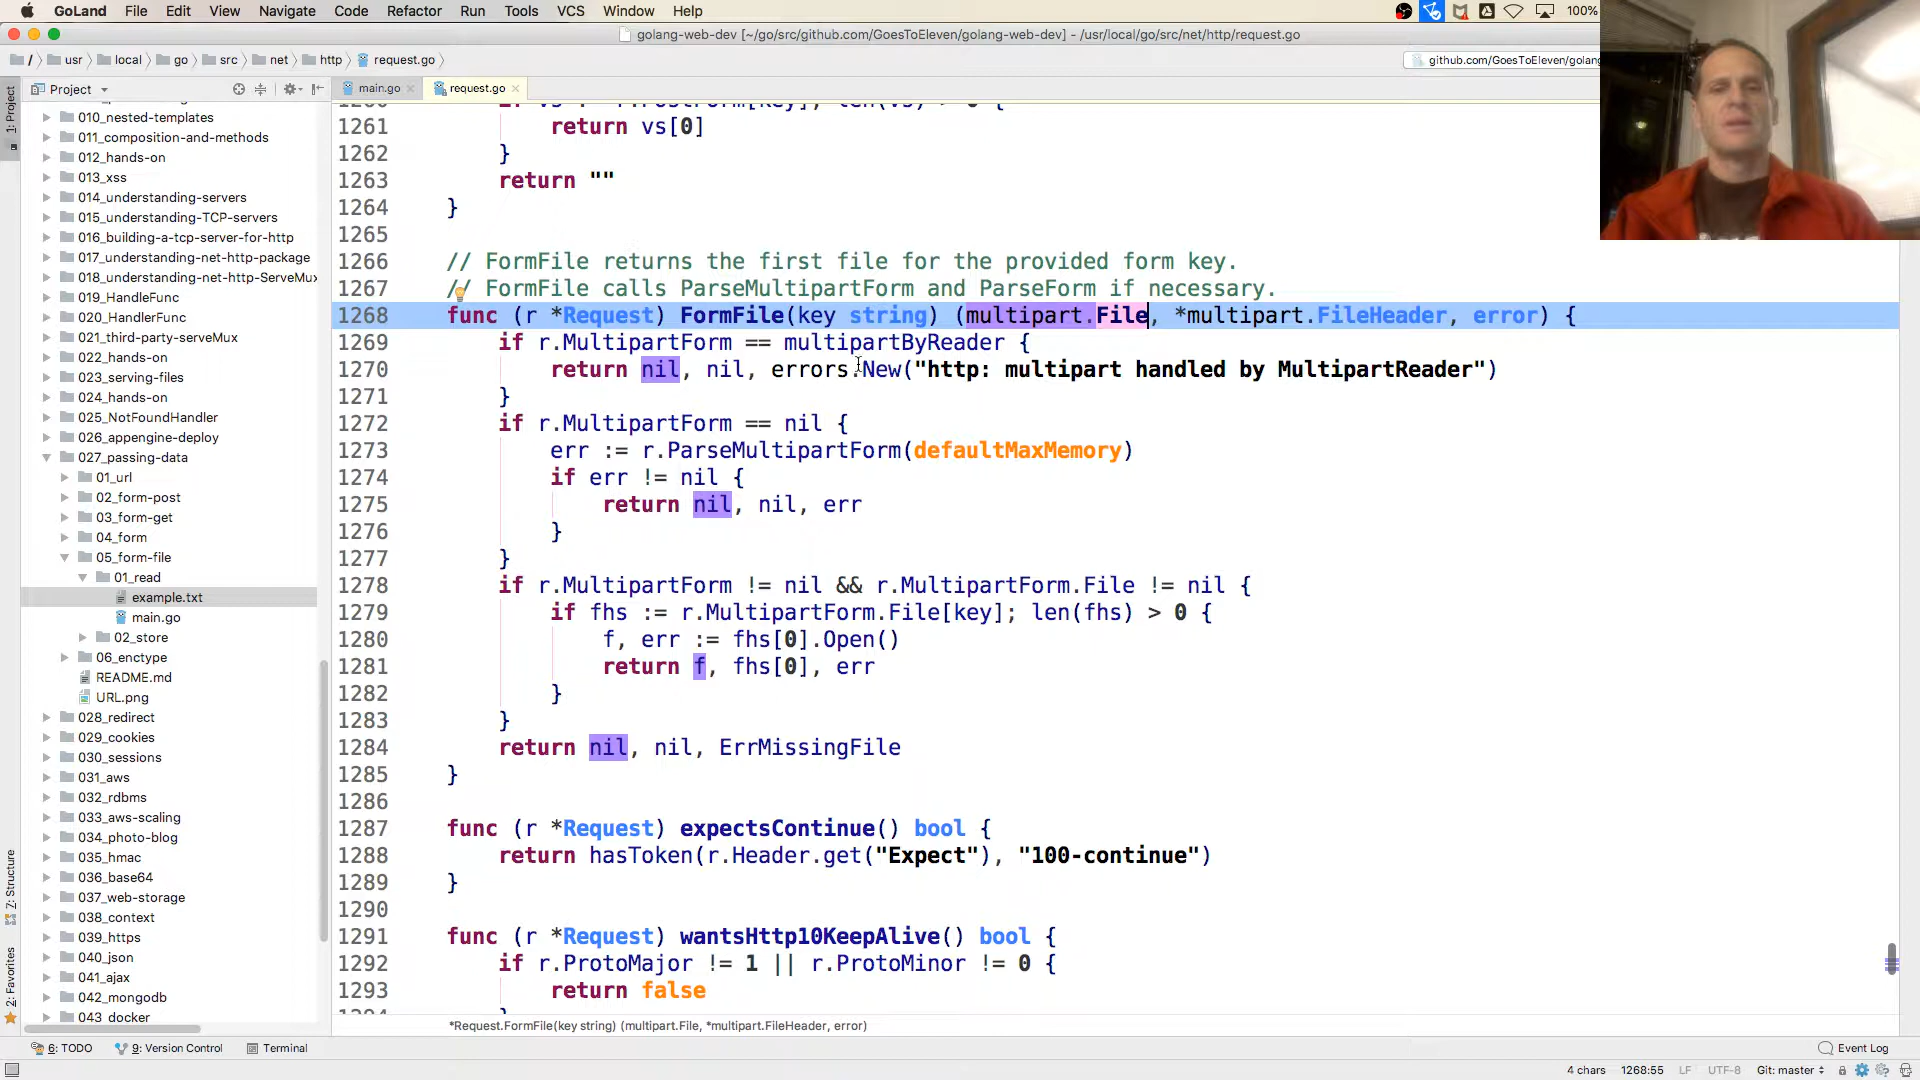 GoLand File Edit View Navigate Code Refactor Run Tools VCS Window Help 100%
golang-web-dev [~/go/src/github.com/GoesToEleven/golang-web-dev] - /usr/local/go/src/net/http/request.go
/ usr local go src net http request.go github.com/GoesToEleven/golang
Project main.go request.go
1: Project
010_nested-templates
011_composition-and-methods
012_hands-on
013_xss
014_understanding-servers
015_understanding-TCP-servers
016_building-a-tcp-server-for-http
017_understanding-net-http-package
018_understanding-net-http-ServeMux
019_HandleFunc
020_HandlerFunc
021_third-party-serveMux
022_hands-on
023_serving-files
024_hands-on
025_NotFoundHandler
026_appengine-deploy
027_passing-data
01_url
02_form-post
03_form-get
04_form
05_form-file
01_read
example.txt
main.go
02_store
06_enctype
README.md
URL.png
028_redirect
029_cookies
030_sessions
031_aws
032_rdbms
033_aws-scaling
034_photo-blog
035_hmac
036_base64
037_web-storage
038_context
039_https
040_json
041_ajax
042_mongodb
043_docker
7: Structure
2: Favorites
1261 return vs[0]
1262 }
1263 return ""
1264 }
1265
1266 // FormFile returns the first file for the provided form key.
1267 // FormFile calls ParseMultipartForm and ParseForm if necessary.
1268 func (r *Request) FormFile(key string) (multipart.File, *multipart.FileHeader, error) {
1269 if r.MultipartForm == multipartByReader {
1270 return nil, nil, errors.New("http: multipart handled by MultipartReader")
1271 }
1272 if r.MultipartForm == nil {
1273 err := r.ParseMultipartForm(defaultMaxMemory)
1274 if err != nil {
1275 return nil, nil, err
1276 }
1277 }
1278 if r.MultipartForm != nil && r.MultipartForm.File != nil {
1279 if fhs := r.MultipartForm.File[key]; len(fhs) > 0 {
1280 f, err := fhs[0].Open()
1281 return f, fhs[0], err
1282 }
1283 }
1284 return nil, nil, ErrMissingFile
1285 }
1286
1287 func (r *Request) expectsContinue() bool {
1288 return hasToken(r.Header.get("Expect"), "100-continue")
1289 }
1290
1291 func (r *Request) wantsHttp10KeepAlive() bool {
1292 if r.ProtoMajor != 1 || r.ProtoMinor != 0 {
1293 return false
*Request.FormFile(key string) (multipart.File, *multipart.FileHeader, error)
6: TODO 9: Version Control Terminal Event Log
4 chars 1268:55 LF UTF-8 Git: master